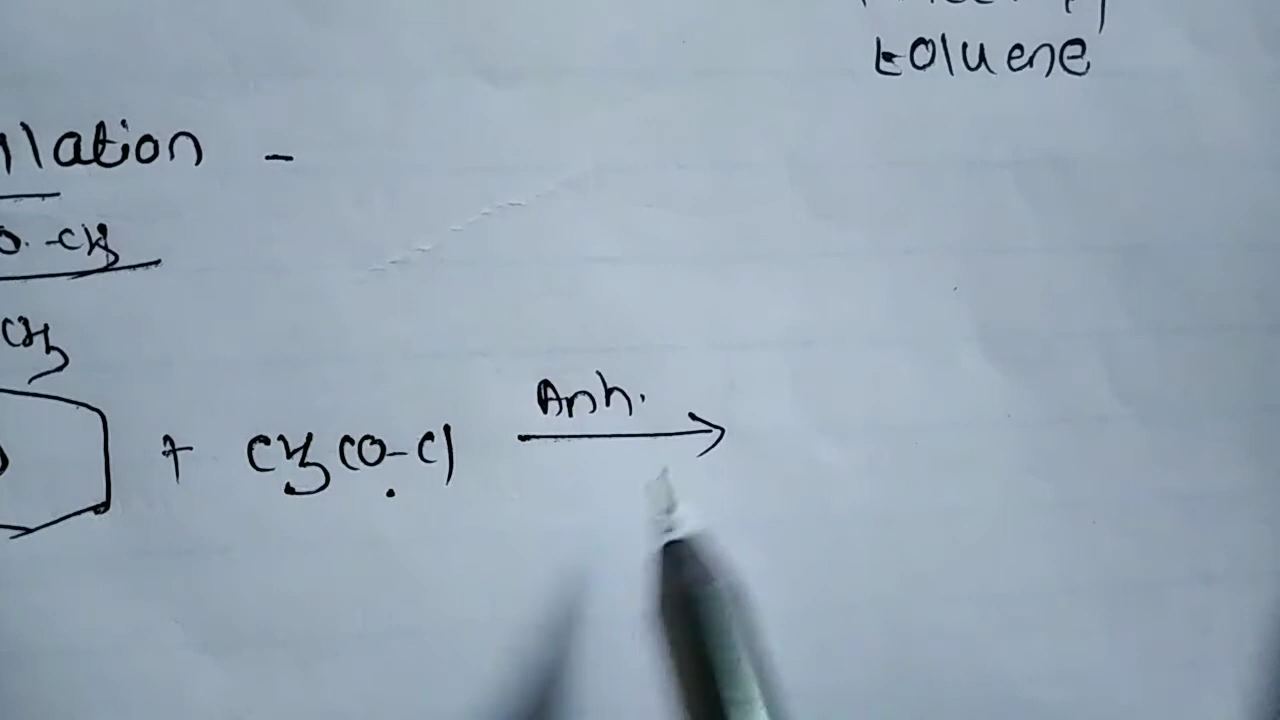 toluene
llation -
O. -CH3
CH3
Anh.
+ CH3CO-Cl